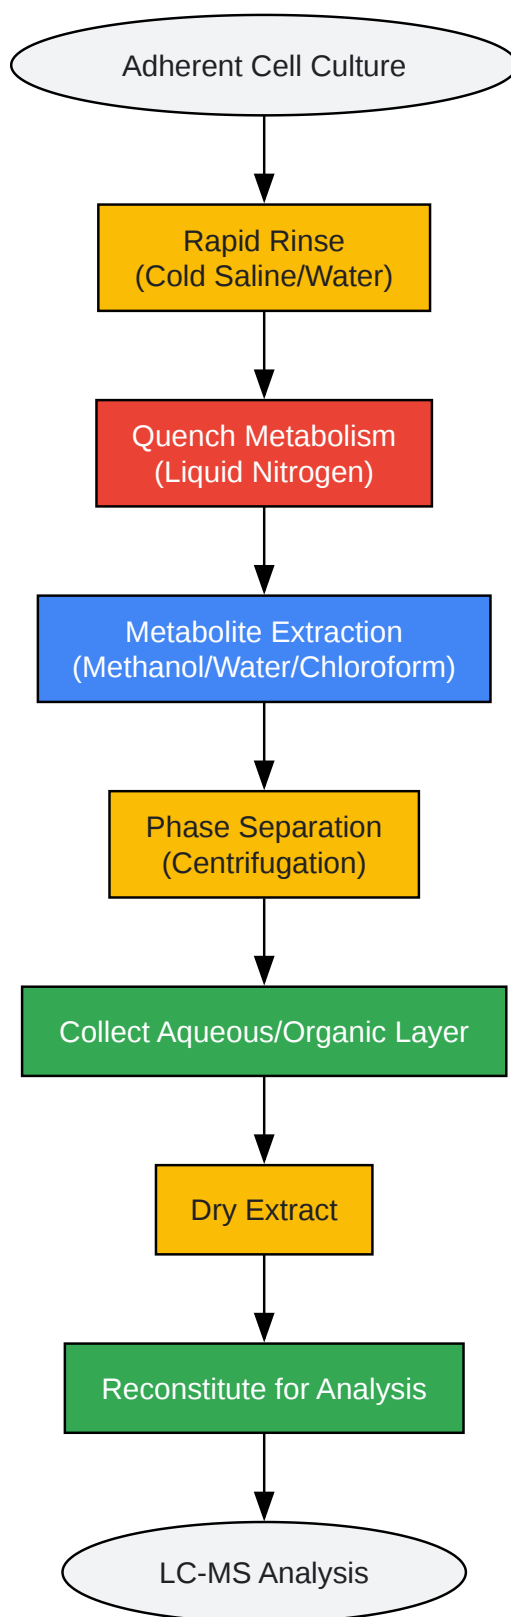 Adherent Cell Culture
Rapid Rinse
(Cold Saline/Water)
Quench Metabolism
(Liquid Nitrogen)
Metabolite Extraction
(Methanol/Water/Chloroform)
Phase Separation
(Centrifugation)
Collect Aqueous/Organic Layer
Dry Extract
Reconstitute for Analysis
LC-MS Analysis